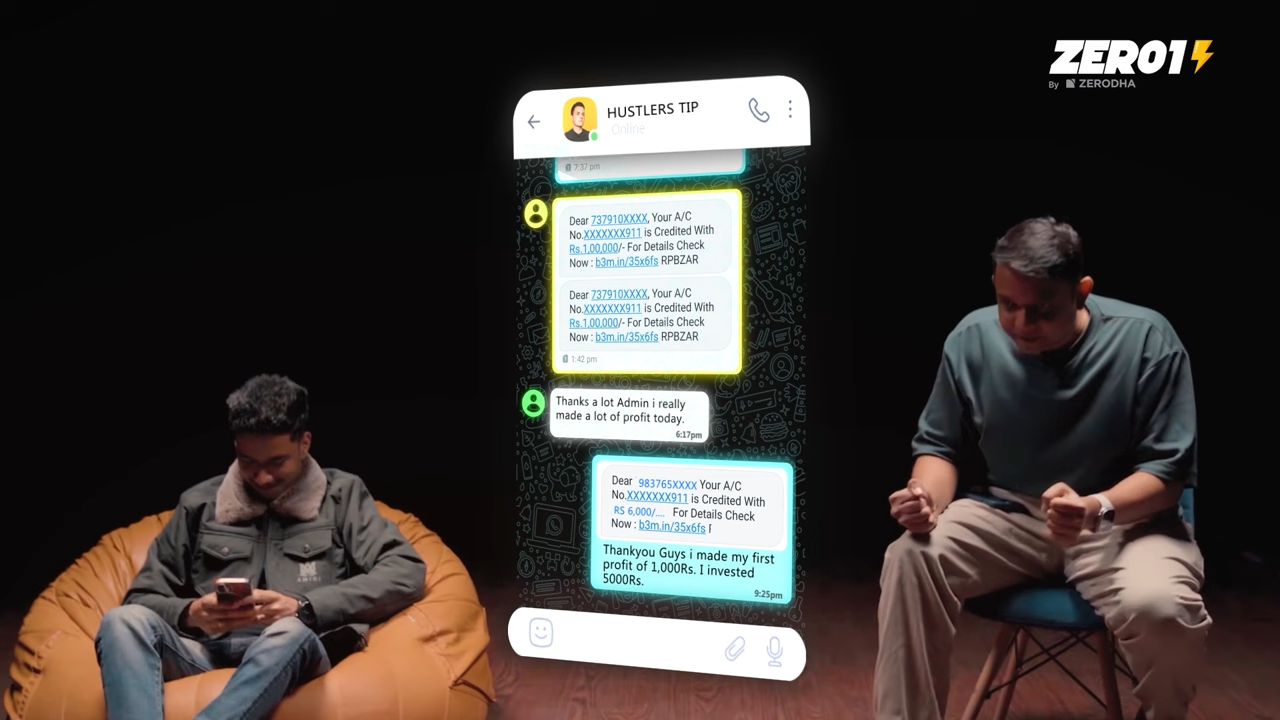 ZERO1
By ZERODHA
HUSTLERS TIP
Online
7:37 pm
Dear 737910XXXX, Your A/C
No.XXXXXXX911 is Credited With
Rs.1,00,000/- For Details Check
Now : b3m.in/35x6fs RPBZAR
Dear 737910XXXX, Your A/C
No.XXXXXXX911 is Credited With
Rs.1,00,000/- For Details Check
Now : b3m.in/35x6fs RPBZAR
1:42 pm
Thanks a lot Admin i really
made a lot of profit today.
6:17pm
Dear 983765XXXX Your A/C
No.XXXXXXX911 is Credited With
RS 6,000/.... For Details Check
Now : b3m.in/35x6fs
Thankyou Guys i made my first
profit of 1,000Rs. I invested
5000Rs.
9:25pm